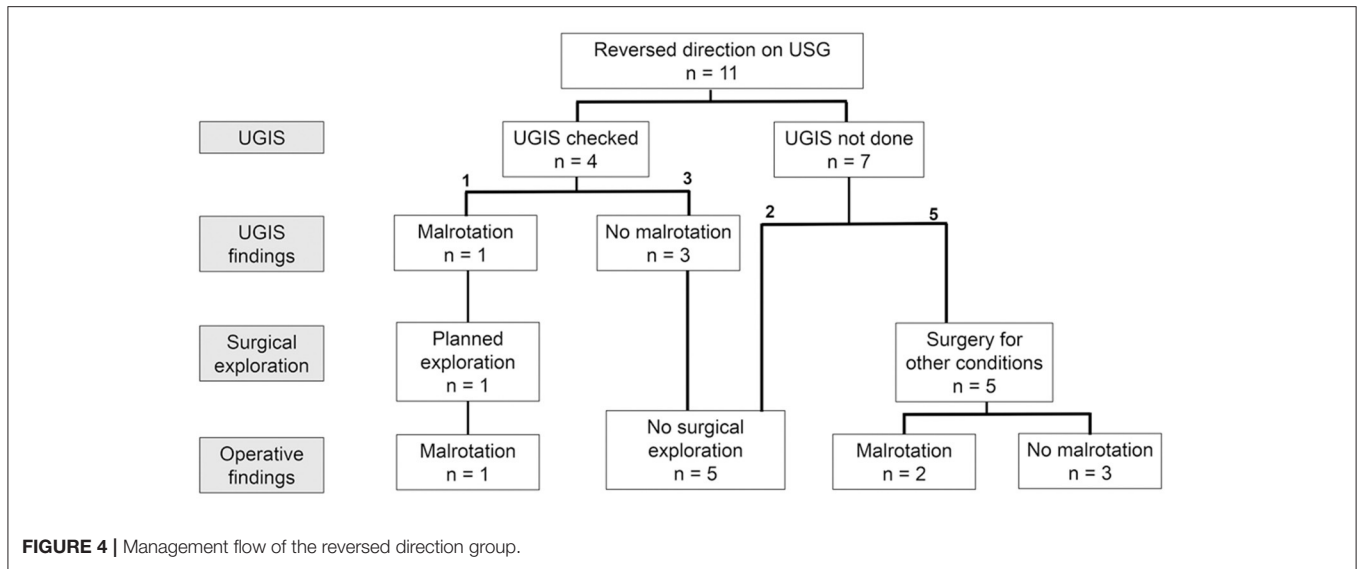 Reversed direction on USG
n = 11
UGIS
UGIS checked
n = 4
UGIS not done
n = 7
1
3
2
5
UGIS
findings
Malrotation
n = 1
No malrotation
n = 3
Surgical
exploration
Planned
exploration
n = 1
Surgery for
other conditions
n = 5
Operative
findings
Malrotation
n = 1
No surgical
exploration
n = 5
Malrotation
n = 2
No malrotation
n = 3
FIGURE 4 | Management flow of the reversed direction group.